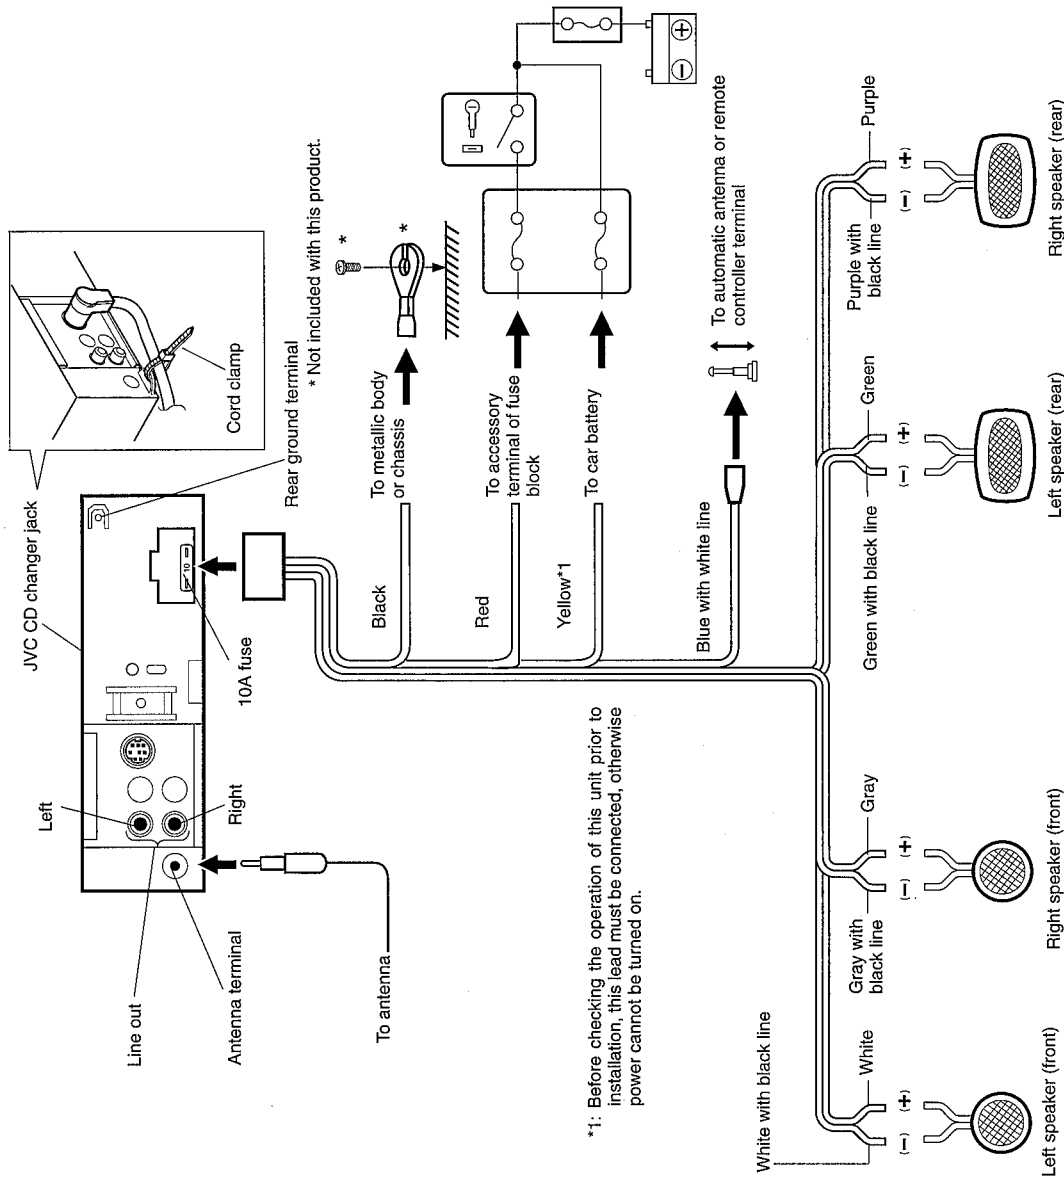 JVC CD changer jack
Cord clamp
Rear ground terminal
* Not included with this product.
Left
Right
10A fuse
10
Line out
Antenna terminal
To antenna
*
*
Black
To metallic body
or chassis
Red
To accessory
terminal of fuse
block
Yellow*1
To car battery
Blue with white line
To automatic antenna or remote
controller terminal
*1: Before checking the operation of this unit prior to
installation, this lead must be connected, otherwise
power cannot be turned on.
White with black line
White
(−)
(+)
Left speaker (front)
Gray with
black line
Gray
(−)
(+)
Right speaker (front)
Green with black line
Green
(−)
(+)
Left speaker (rear)
Purple with
black line
Purple
(−)
(+)
Right speaker (rear)